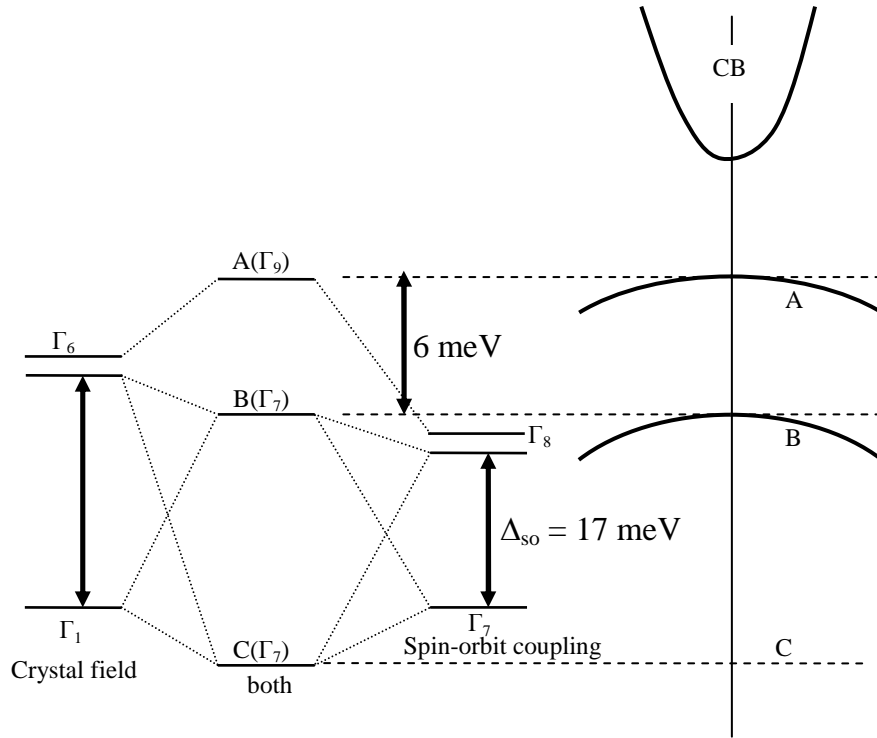 CB
A(Γ₉)
A
Γ₆
6 meV
B(Γ₇)
Γ₈
B
Δso = 17 meV
Γ₁
Γ₇
C(Γ₇)
Spin-orbit coupling
C
Crystal field
both